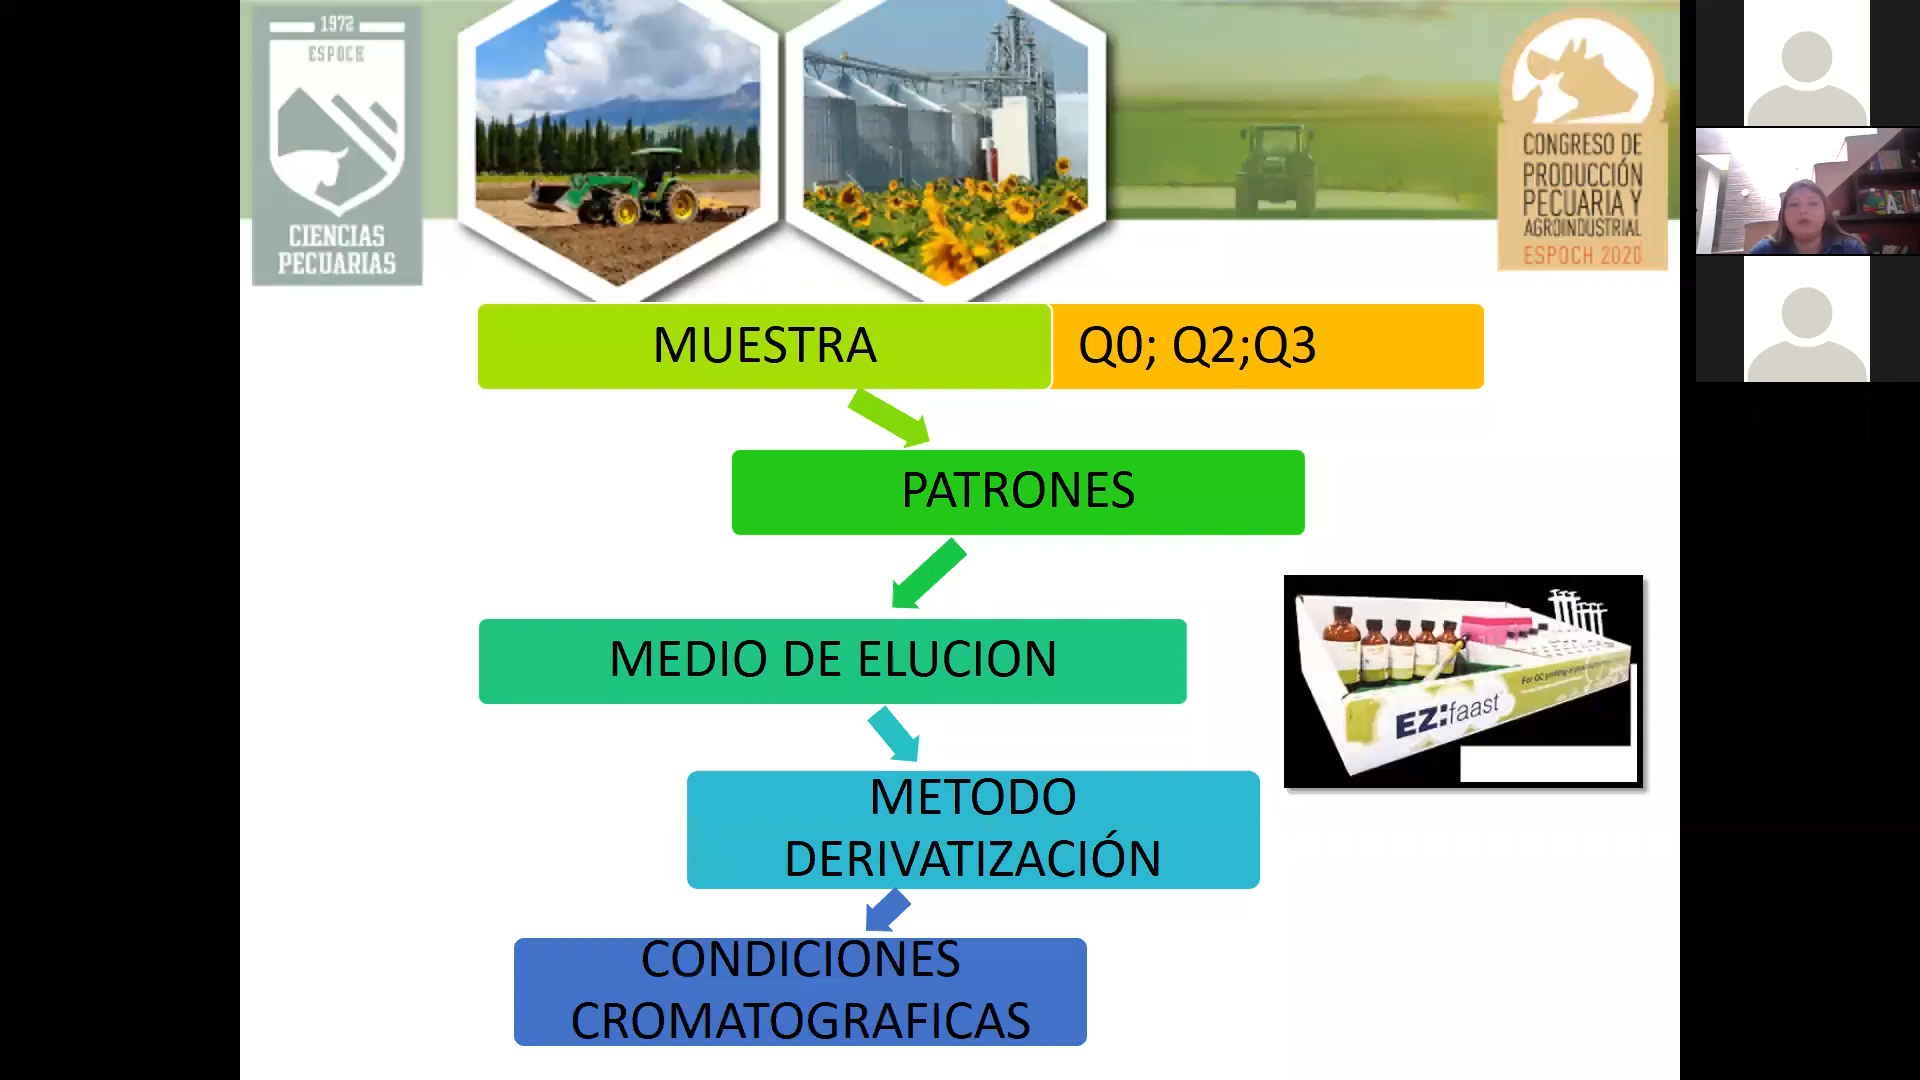 1972
ESPOCH
CIENCIAS
PECUARIAS
CONGRESO DE
PRODUCCIÓN
PECUARIA Y
AGROINDUSTRIAL
ESPOCH 2020
MUESTRA
Q0; Q2;Q3
PATRONES
MEDIO DE ELUCION
METODO
DERIVATIZACIÓN
CONDICIONES
CROMATOGRAFICAS
EZ:faast